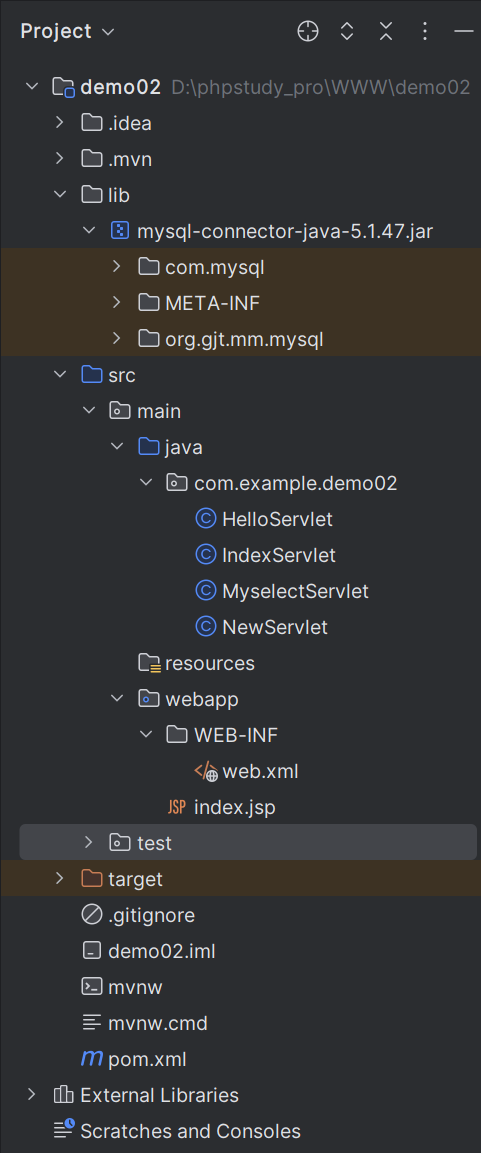 Project
demo02 D:\phpstudy_pro\WWW\demo02
.idea
.mvn
lib
mysql-connector-java-5.1.47.jar
com.mysql
META-INF
org.gjt.mm.mysql
src
main
java
com.example.demo02
C HelloServlet
C IndexServlet
C MyselectServlet
C NewServlet
resources
webapp
WEB-INF
web.xml
JSP index.jsp
test
target
.gitignore
demo02.iml
mvnw
mvnw.cmd
m pom.xml
External Libraries
Scratches and Consoles